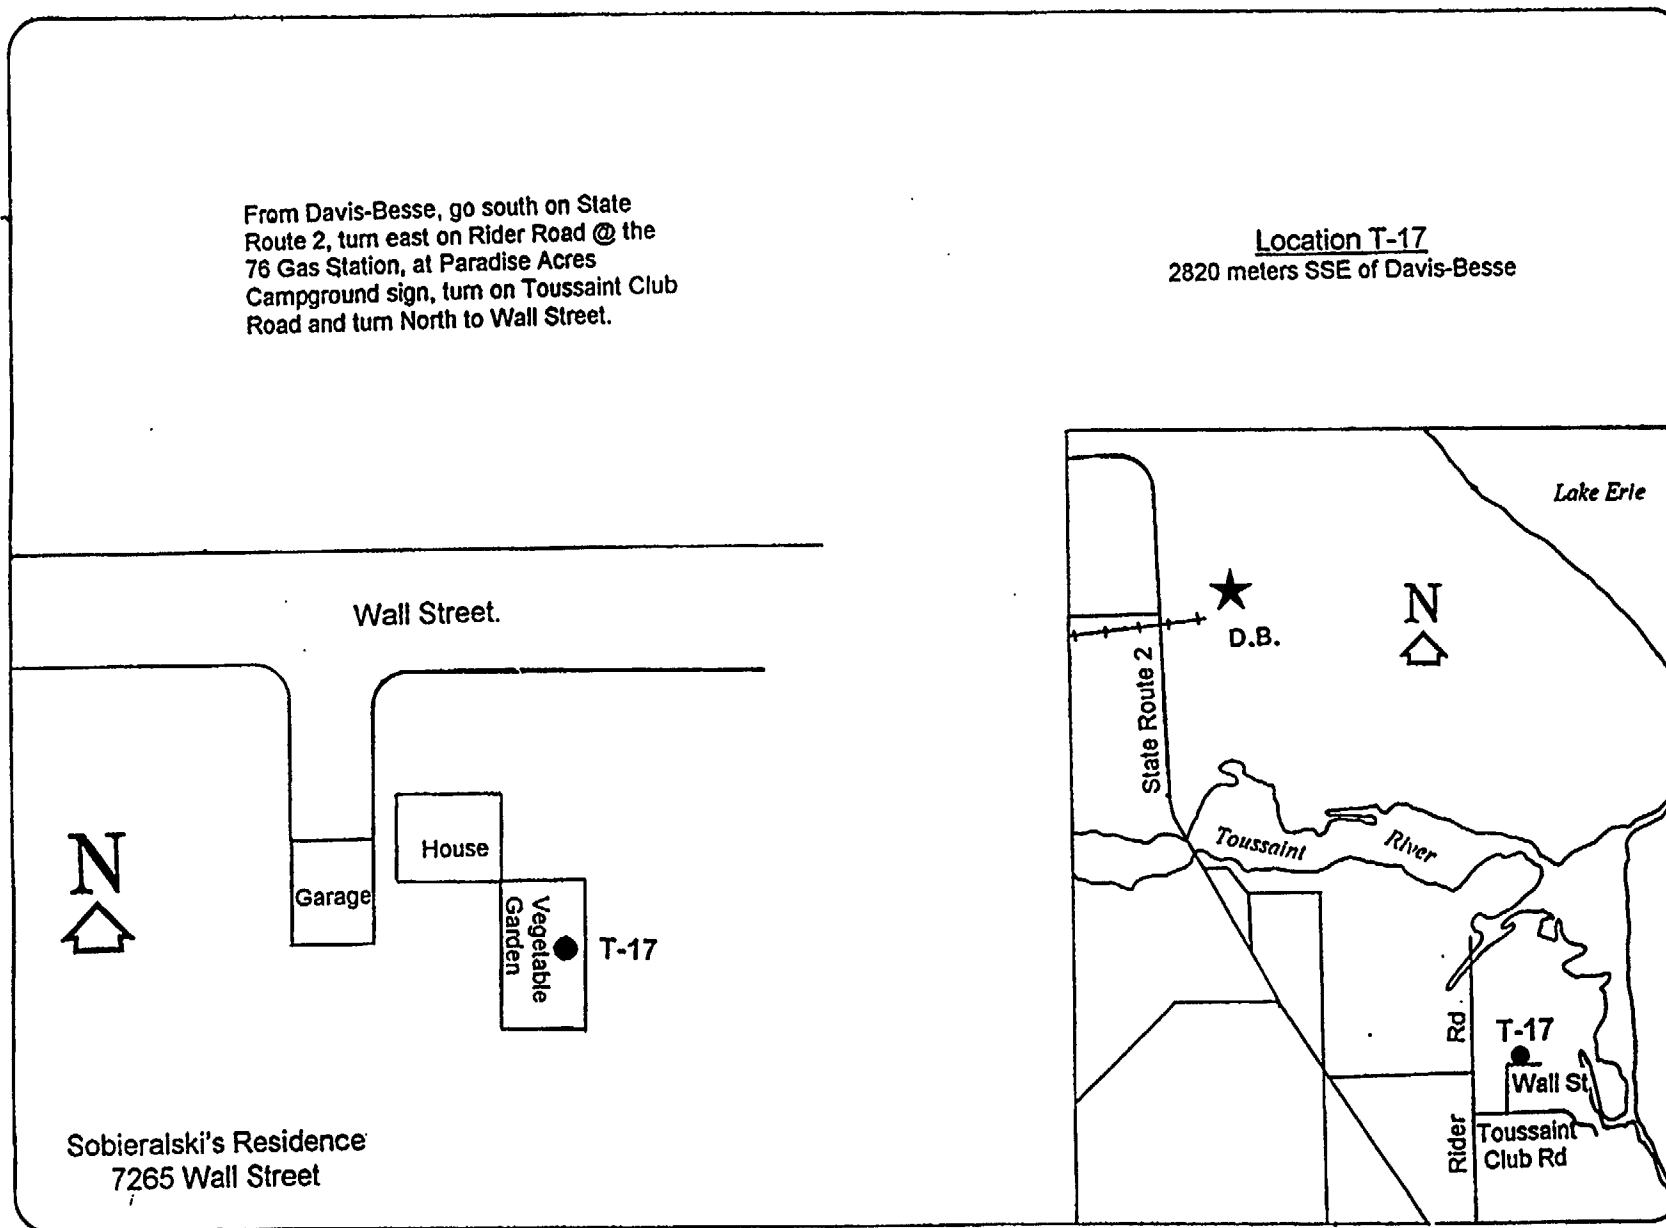 From Davis-Besse, go south on State
Route 2, turn east on Rider Road @ the
76 Gas Station, at Paradise Acres
Campground sign, turn on Toussaint Club
Road and turn North to Wall Street.
Location T-17
2820 meters SSE of Davis-Besse
Wall Street.
N
House
Garage
Vegetable
Garden
T-17
Sobieralski's Residence
7265 Wall Street
Lake Erie
N
D.B.
State Route 2
Toussaint River
Rider Rd
T-17
Wall St
Toussaint
Club Rd